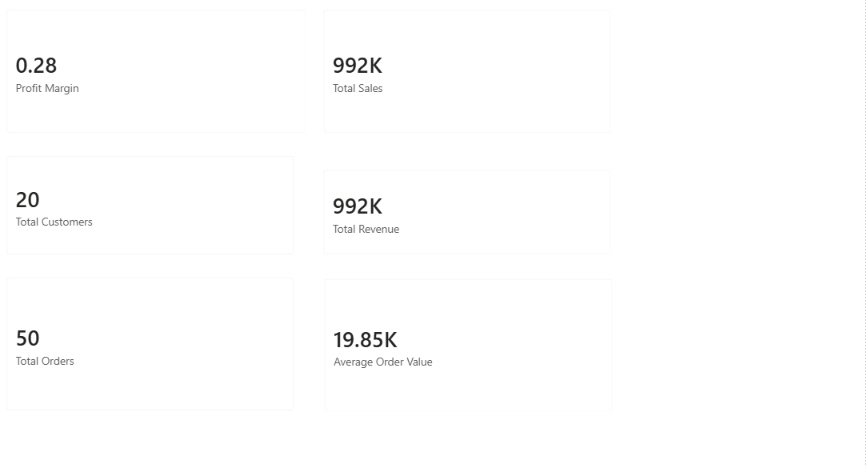 0.28
Profit Margin
992K
Total Sales
20
Total Customers
992K
Total Revenue
50
Total Orders
19.85K
Average Order Value